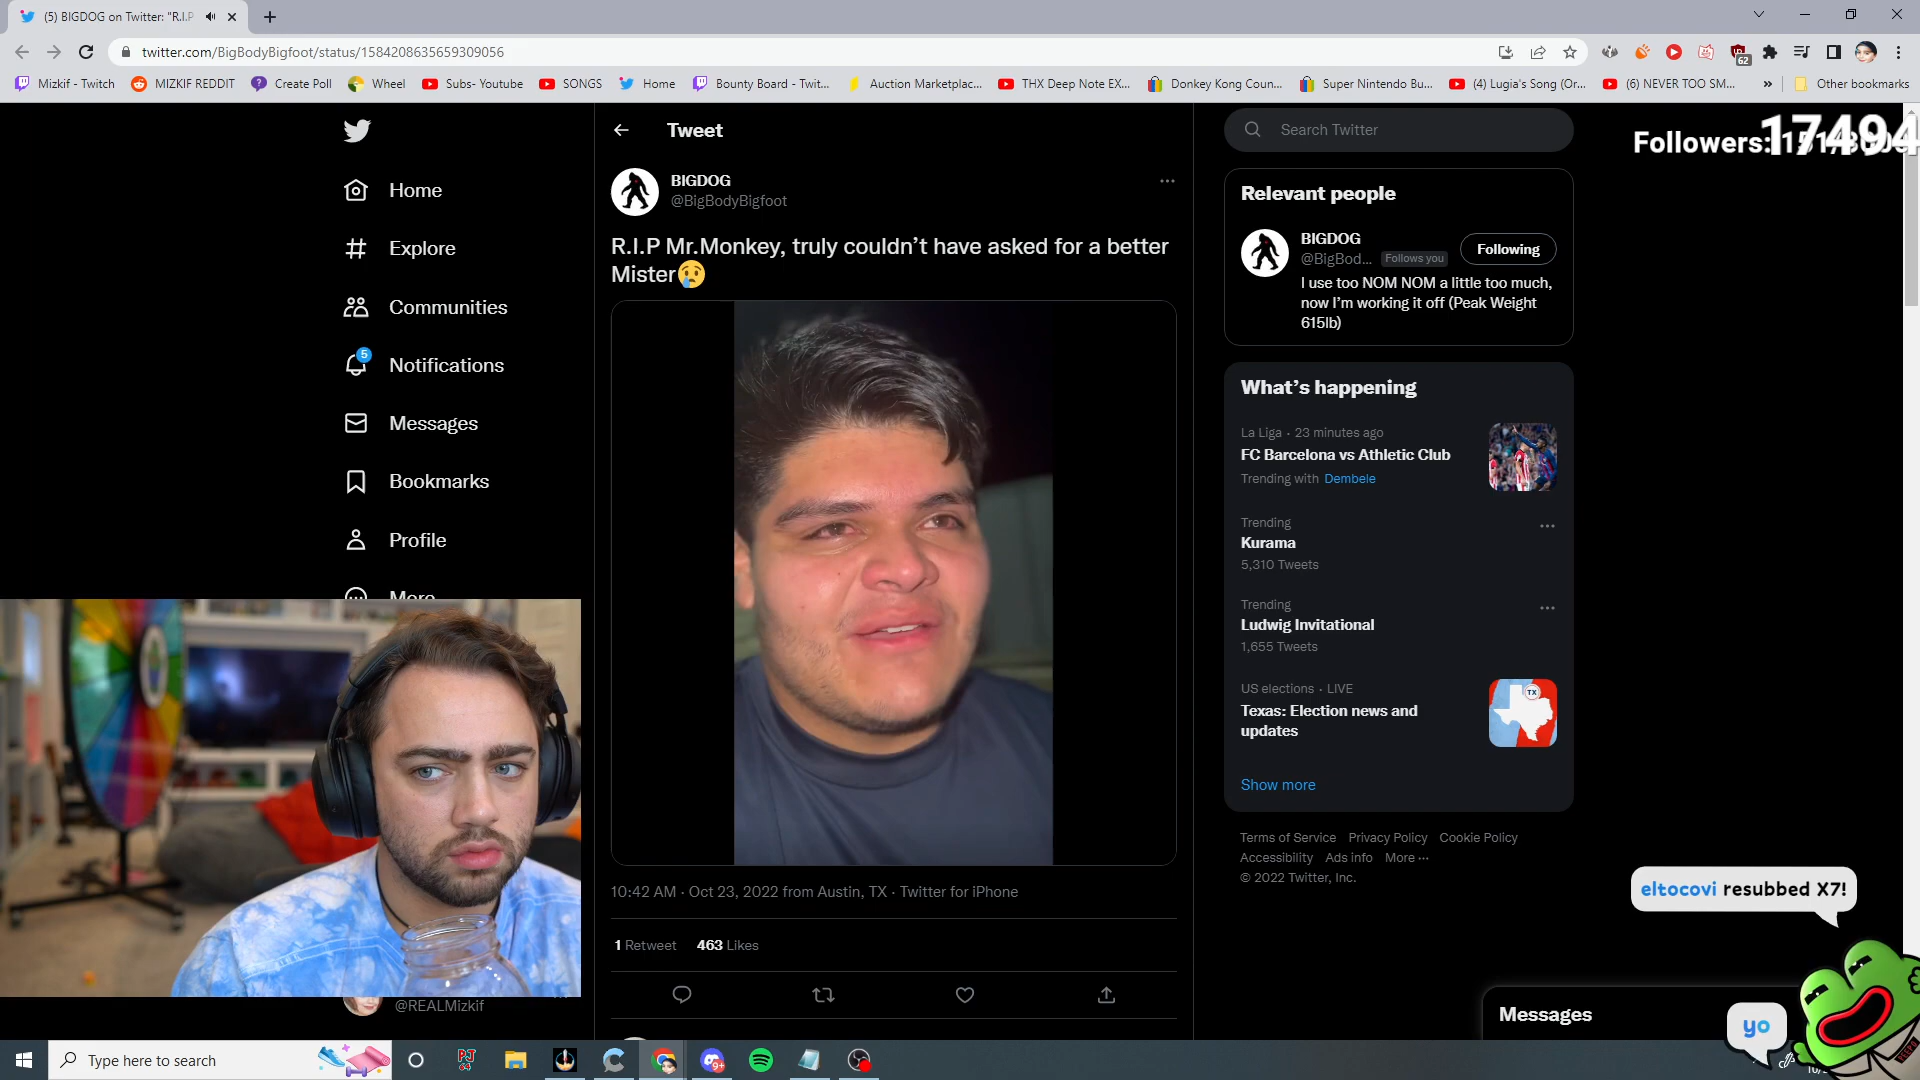 (5) BIGDOG on Twitter: "R.I.P
twitter.com/BigBodyBigfoot/status/1584208635659309056
62
Mizkif - Twitch
MIZKIF REDDIT
Create Poll
Wheel
Subs- Youtube
SONGS
Home
Bounty Board - Twit...
Auction Marketplac...
THX Deep Note EX...
Donkey Kong Coun...
Super Nintendo Bu...
(4) Lugia's Song (Or...
(6) NEVER TOO SM...
»
Other bookmarks
Home
Explore
Communities
5
Notifications
Messages
Bookmarks
Profile
More
@REALMizkif
Tweet
BIGDOG
@BigBodyBigfoot
R.I.P Mr.Monkey, truly couldn’t have asked for a better
Mister😢
10:42 AM · Oct 23, 2022 from Austin, TX · Twitter for iPhone
1 Retweet 463 Likes
Search Twitter
Followers:
17494
Relevant people
BIGDOG
@BigBod... Follows you
Following
I use too NOM NOM a little too much,
now I’m working it off (Peak Weight
615lb)
What’s happening
La Liga · 23 minutes ago
FC Barcelona vs Athletic Club
Trending with Dembele
Trending
Kurama
5,310 Tweets
Trending
Ludwig Invitational
1,655 Tweets
US elections · LIVE
Texas: Election news and
updates
TX
Show more
Terms of Service Privacy Policy Cookie Policy
Accessibility Ads info More ···
© 2022 Twitter, Inc.
eltocovi resubbed X7!
Messages
yo
PEEPO
Type here to search
9+